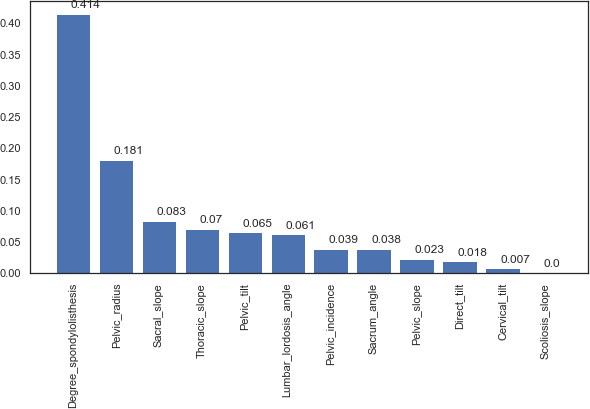 0.414
0.40
0.35
0.30
0.25
0.20
0.15
0.10
0.05
0.00
0.181
0.083
0.07
0.065
0.061
0.039
0.038
0.023
0.018
0.007
0.0
Degree_spondylolisthesis
Pelvic_radius
Sacral_slope
Thoracic_slope
Pelvic_tilt
Lumbar_lordosis_angle
Pelvic_incidence
Sacrum_angle
Pelvic_slope
Direct_tilt
Cervical_tilt
Scoliosis_slope